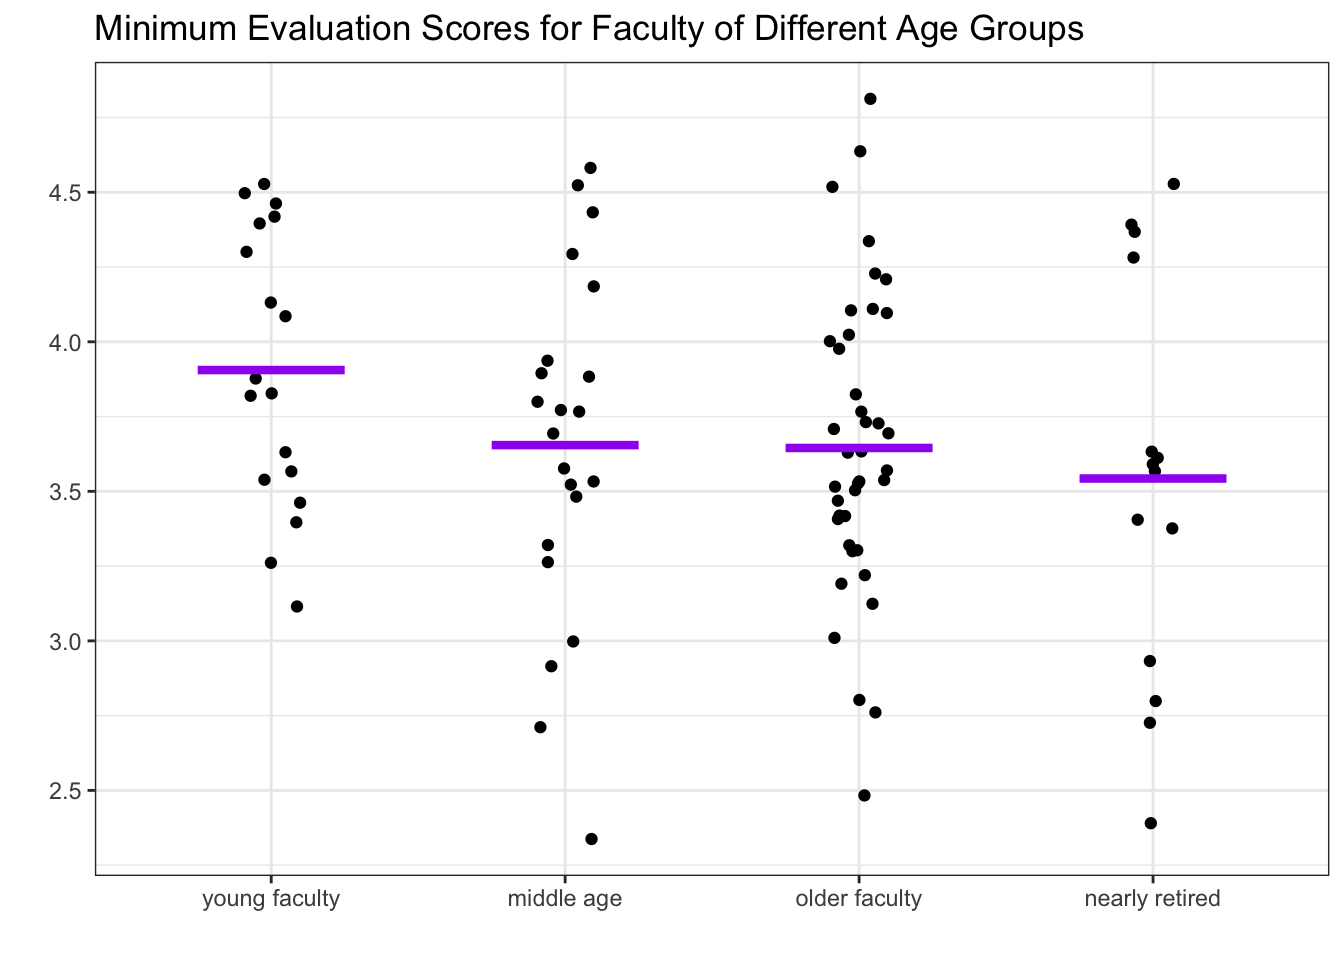 Minimum Evaluation Scores for Faculty of Different Age Groups
4.5
4.0
3.5
3.0
2.5
young faculty middle age older faculty nearly retired